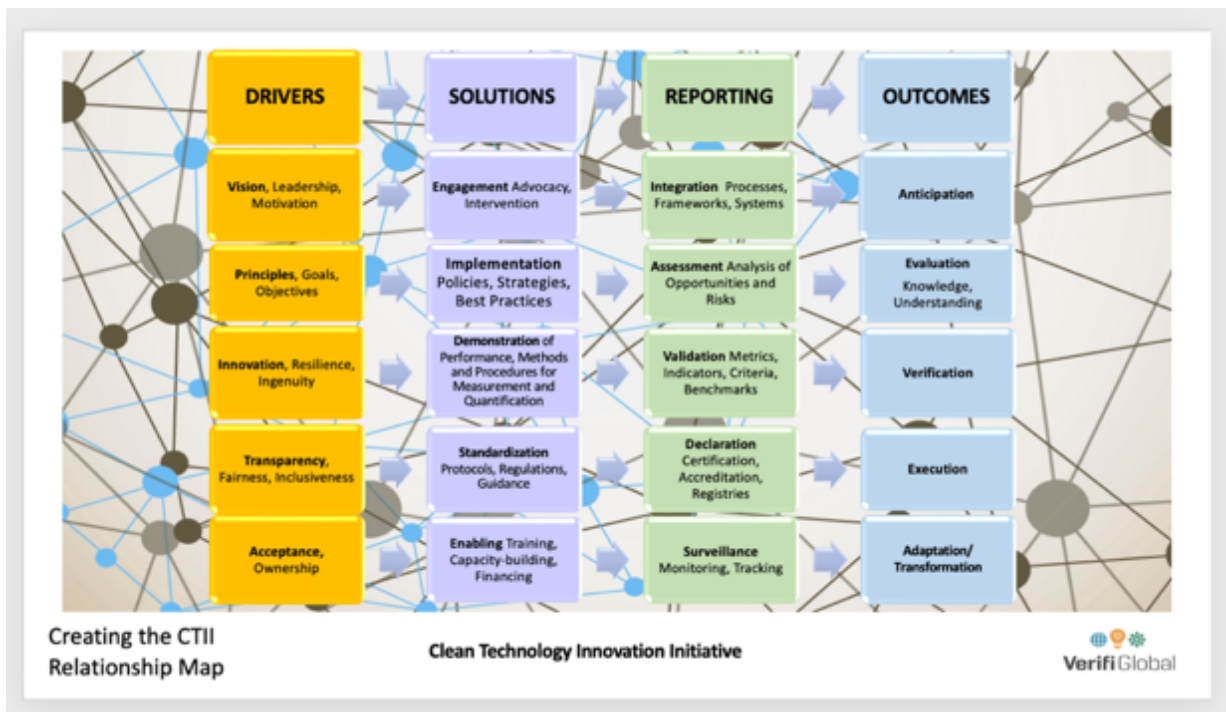 DRIVERS
SOLUTIONS
REPORTING
OUTCOMES
Vision, Leadership,
Motivation
Engagement Advocacy,
Intervention
Integration Processes,
Frameworks, Systems
Anticipation
Principles, Goals,
Objectives
Implementation
Policies, Strategies,
Best Practices
Assessment Analysis of
Opportunities and
Risks
Evaluation
Knowledge,
Understanding
Innovation, Resilience,
Ingenuity
Demonstration of
Performance, Methods
and Procedures for
Measurement and
Quantification
Validation Metrics,
Indicators, Criteria,
Benchmarks
Verification
Transparency,
Fairness, Inclusiveness
Standardization
Protocols, Regulations,
Guidance
Declaration
Certification,
Accreditation,
Registries
Execution
Acceptance,
Ownership
Enabling Training,
Capacity-building,
Financing
Surveillance
Monitoring, Tracking
Adaptation/
Transformation
Creating the CTII
Relationship Map
Clean Technology Innovation Initiative
VerifiGlobal